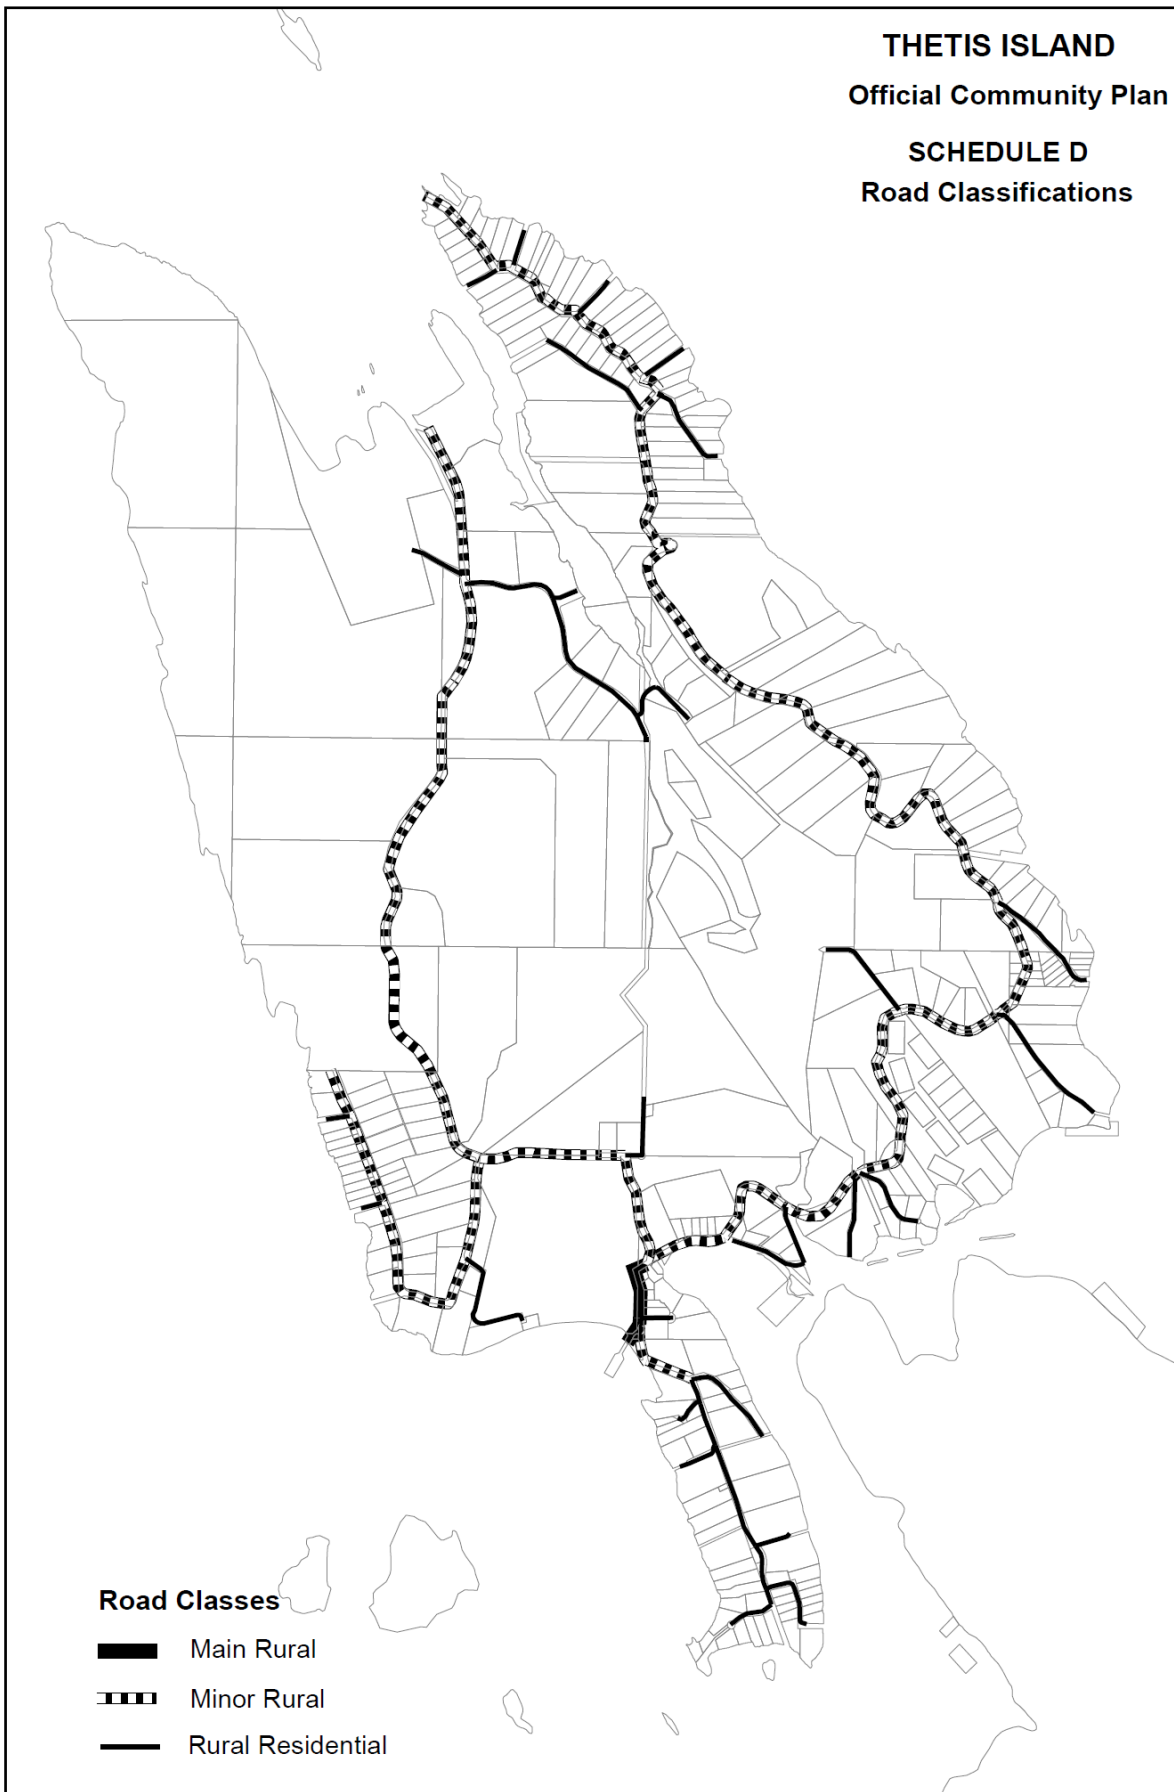 THETIS ISLAND
Official Community Plan
SCHEDULE D
Road Classifications
Road Classes
Main Rural
Minor Rural
Rural Residential